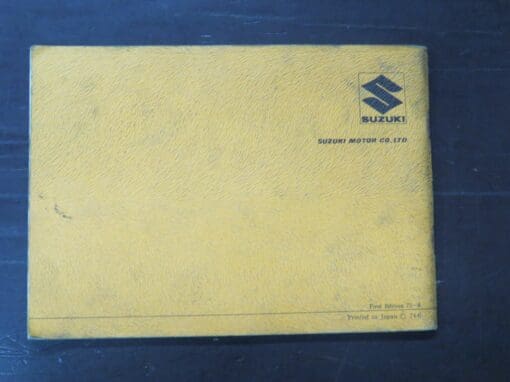 SUZUKI
SUZUKI MOTOR CO., LTD.
First Edition
Printed in Japan